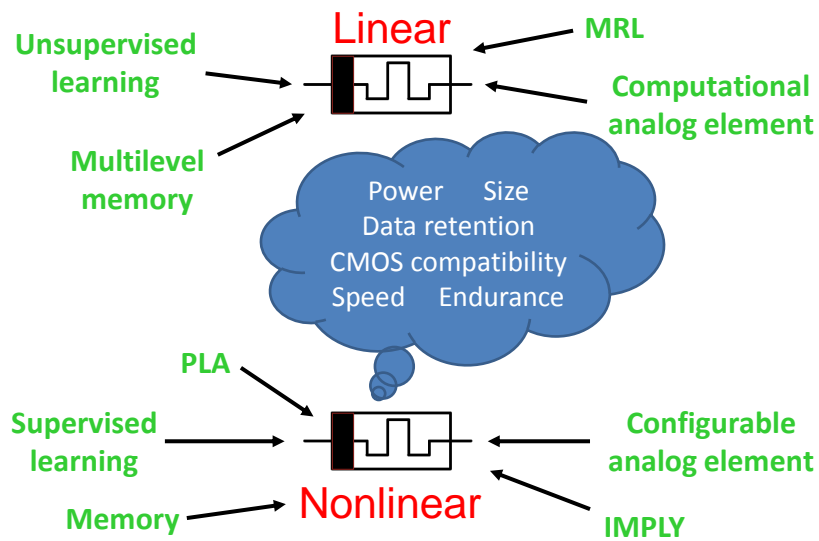 Linear
MRL
Unsupervised
learning
Computational
analog element
Multilevel
memory
Power Size
Data retention
CMOS compatibility
Speed Endurance
PLA
Supervised
learning
Configurable
analog element
Memory
Nonlinear
IMPLY